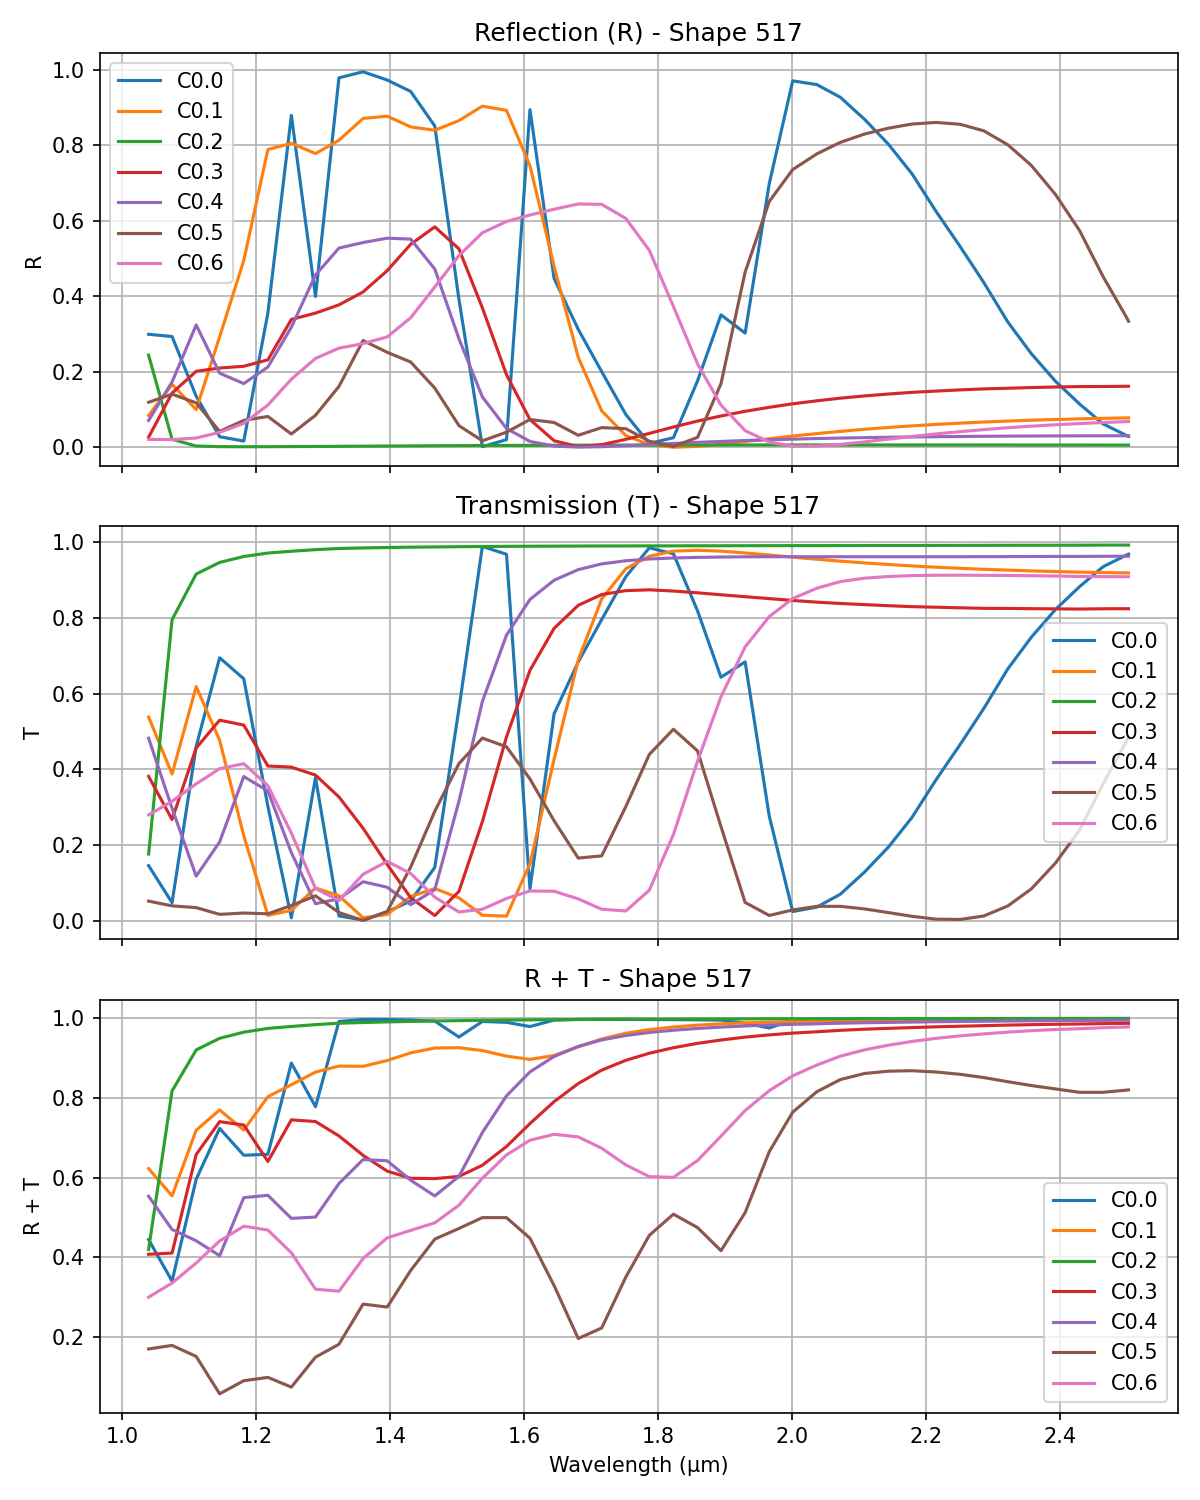 Reflection (R) - Shape 517
1.0
0.8
0.6
0.4
0.2
0.0
R
C0.0
C0.1
C0.2
C0.3
C0.4
C0.5
C0.6
Transmission (T) - Shape 517
1.0
0.8
0.6
0.4
0.2
0.0
T
C0.0
C0.1
C0.2
C0.3
C0.4
C0.5
C0.6
R + T - Shape 517
1.0
0.8
0.6
0.4
0.2
R + T
C0.0
C0.1
C0.2
C0.3
C0.4
C0.5
C0.6
1.0 1.2 1.4 1.6 1.8 2.0 2.2 2.4
Wavelength (μm)